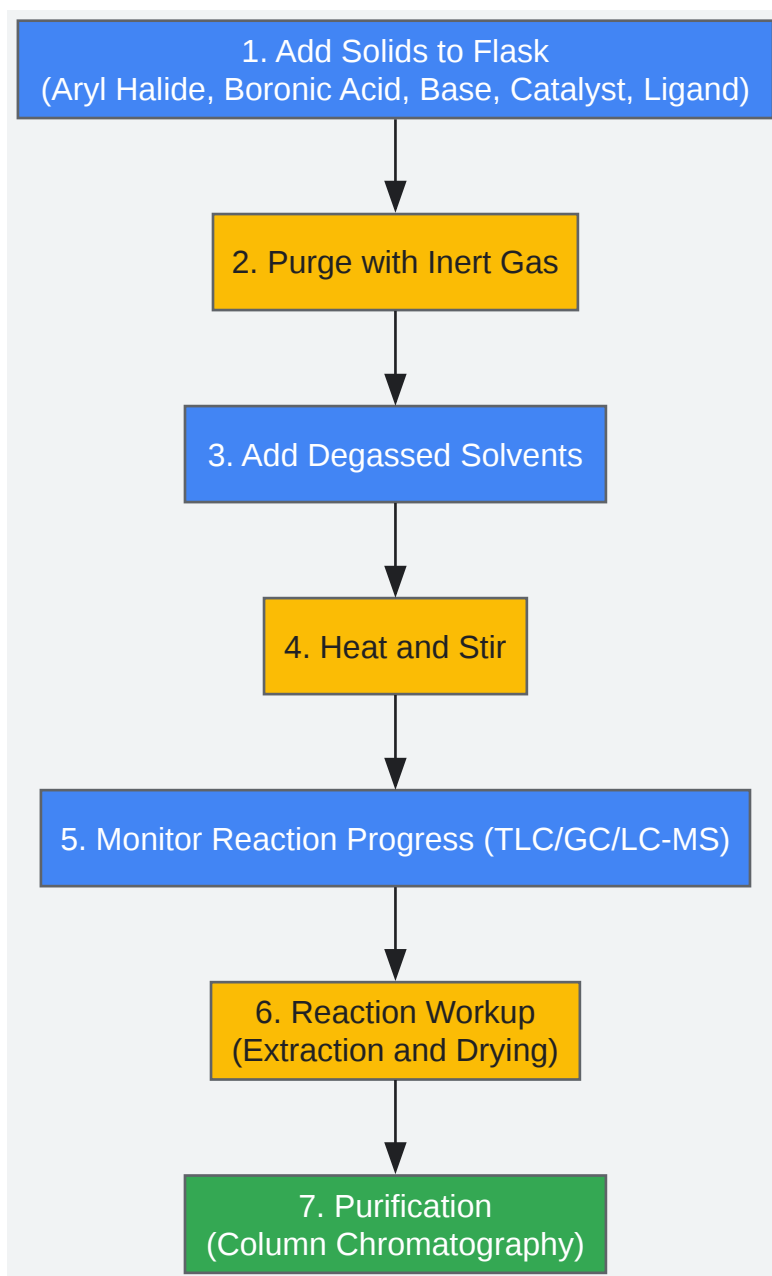 1. Add Solids to Flask
(Aryl Halide, Boronic Acid, Base, Catalyst, Ligand)
2. Purge with Inert Gas
3. Add Degassed Solvents
4. Heat and Stir
5. Monitor Reaction Progress (TLC/GC/LC-MS)
6. Reaction Workup
(Extraction and Drying)
7. Purification
(Column Chromatography)